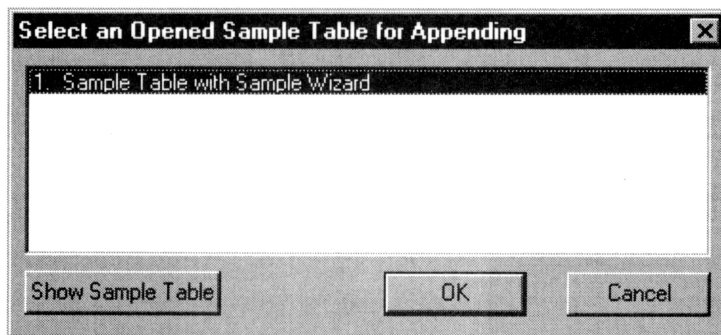 Select an Opened Sample Table for Appending
1. Sample Table with Sample Wizard
Show Sample Table OK Cancel